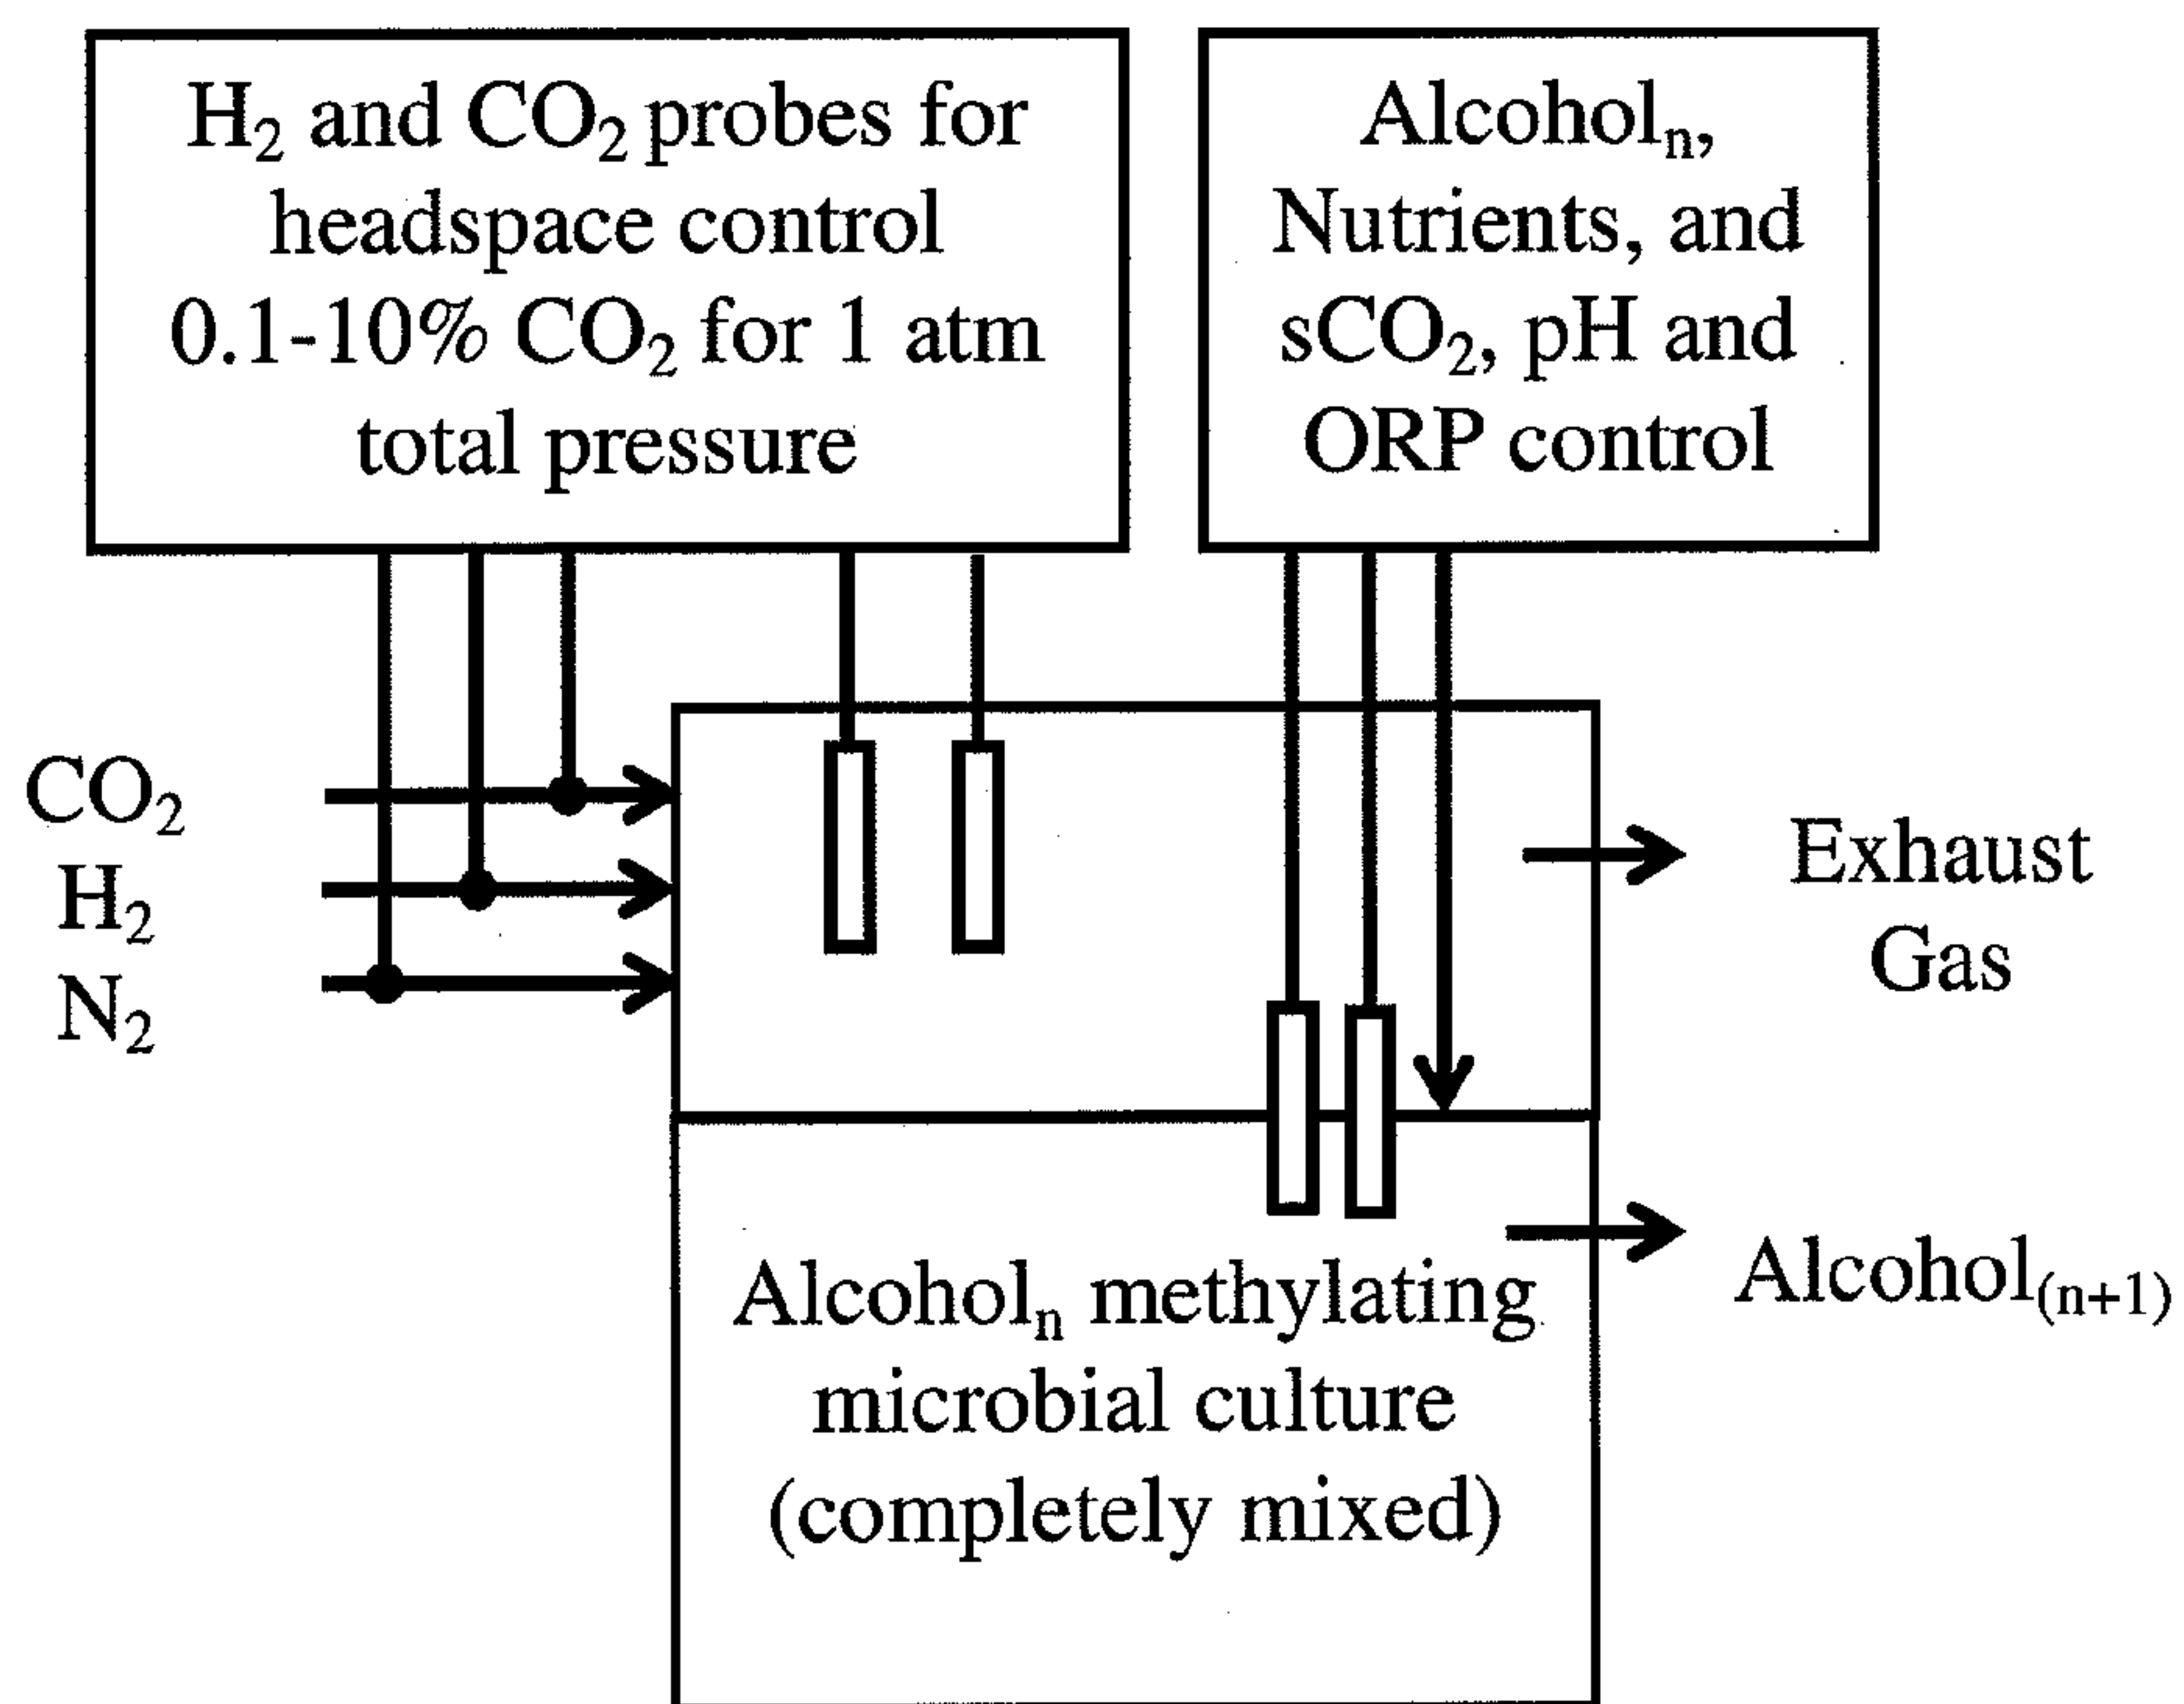 H₂ and CO₂ probes for
headspace control
0.1-10% CO₂ for 1 atm
total pressure
Alcoholₙ,
Nutrients, and
sCO₂, pH and
ORP control
CO₂
H₂
N₂
Exhaust
Gas
Alcoholₙ methylating
microbial culture
(completely mixed)
Alcohol₍ₙ₊₁₎